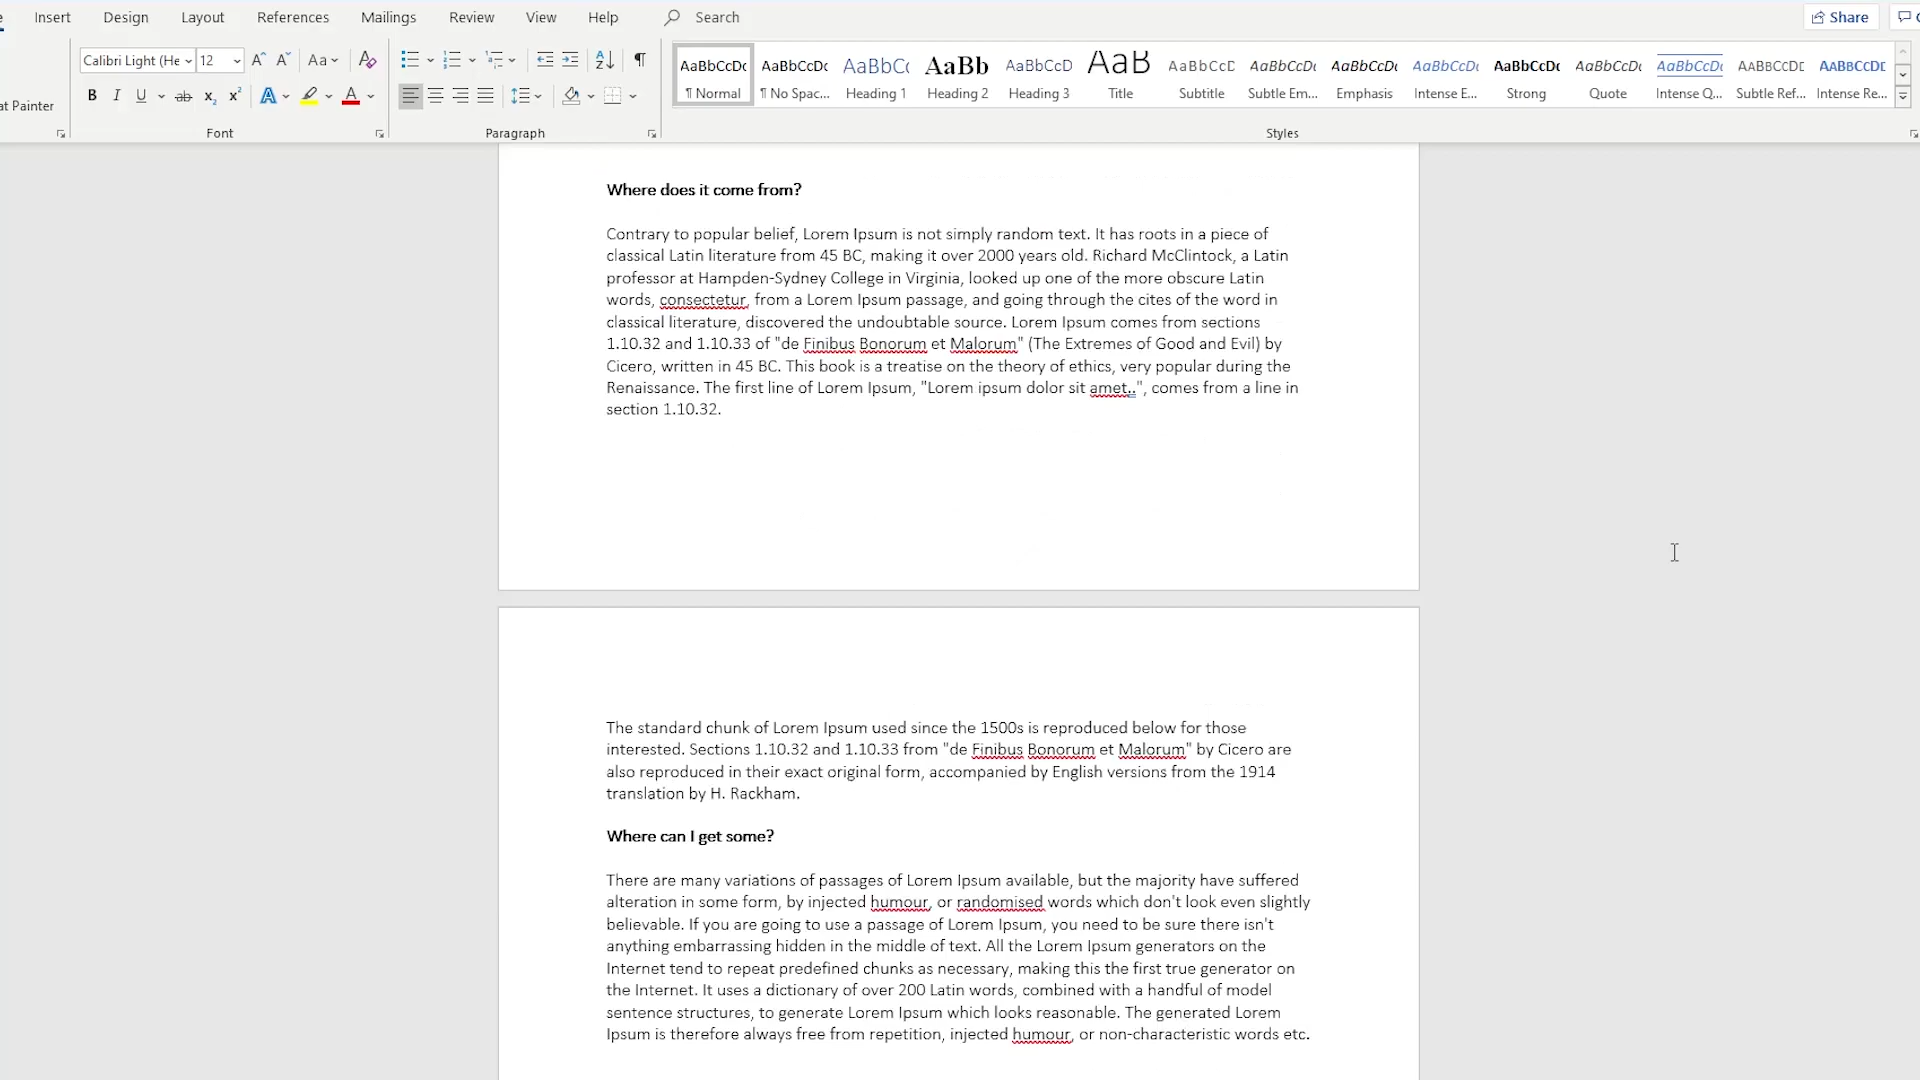 Insert Design Layout References Mailings Review View Help Search Share
Calibri Light (He 12 Aa
AaBbCcDc AaBbCcDc AaBbCc AaBb AaBbCcD AaB AaBbCcD AaBbCcDc AaBbCcDc AaBbCcDc AaBbCcDc AaBbCcDc AaBbCcDc AABBCCDE AABBCCDE
¶ Normal ¶ No Spac... Heading 1 Heading 2 Heading 3 Title Subtitle Subtle Em... Emphasis Intense E... Strong Quote Intense Q... Subtle Ref... Intense Re...
at Painter B I U ab x₂ x² A A
Font Paragraph Styles
Where does it come from?
Contrary to popular belief, Lorem Ipsum is not simply random text. It has roots in a piece of
classical Latin literature from 45 BC, making it over 2000 years old. Richard McClintock, a Latin
professor at Hampden-Sydney College in Virginia, looked up one of the more obscure Latin
words, consectetur, from a Lorem Ipsum passage, and going through the cites of the word in
classical literature, discovered the undoubtable source. Lorem Ipsum comes from sections
1.10.32 and 1.10.33 of "de Finibus Bonorum et Malorum" (The Extremes of Good and Evil) by
Cicero, written in 45 BC. This book is a treatise on the theory of ethics, very popular during the
Renaissance. The first line of Lorem Ipsum, "Lorem ipsum dolor sit amet..", comes from a line in
section 1.10.32.
The standard chunk of Lorem Ipsum used since the 1500s is reproduced below for those
interested. Sections 1.10.32 and 1.10.33 from "de Finibus Bonorum et Malorum" by Cicero are
also reproduced in their exact original form, accompanied by English versions from the 1914
translation by H. Rackham.
Where can I get some?
There are many variations of passages of Lorem Ipsum available, but the majority have suffered
alteration in some form, by injected humour, or randomised words which don't look even slightly
believable. If you are going to use a passage of Lorem Ipsum, you need to be sure there isn't
anything embarrassing hidden in the middle of text. All the Lorem Ipsum generators on the
Internet tend to repeat predefined chunks as necessary, making this the first true generator on
the Internet. It uses a dictionary of over 200 Latin words, combined with a handful of model
sentence structures, to generate Lorem Ipsum which looks reasonable. The generated Lorem
Ipsum is therefore always free from repetition, injected humour, or non-characteristic words etc.